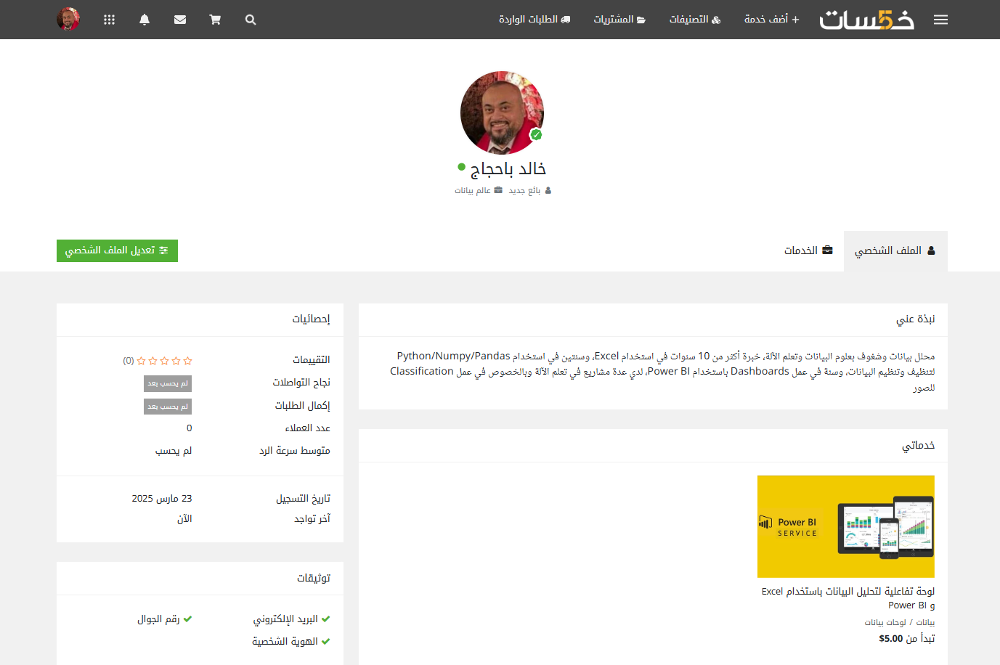 خمسات
أضف خدمة
التصنيفات
المشتريات
الطلبات الواردة
خالد باحجاج
بائع جديد
عالم بيانات
الملف الشخصي
الخدمات
تعديل الملف الشخصي
نبذة عني
محلل بيانات وشغوف بعلوم البيانات وتعلم الآلة، خبرة أكثر من 10 سنوات في استخدام Excel، وسنتين في استخدام Python/Numpy/Pandas
لتنظيف وتنظيم البيانات، وسنة في عمل Dashboards باستخدام Power BI، لدي عدة مشاريع في تعلم الآلة وبالخصوص في عمل Classification
للصور
خدماتي
Power BI
SERVICE
لوحة تفاعلية لتحليل البيانات باستخدام Excel
و Power BI
بيانات / لوحات بيانات
تبدأ من $5.00
إحصائيات
التقييمات (0)
نجاح التواصلات لم يحسب بعد
إكمال الطلبات لم يحسب بعد
عدد العملاء 0
متوسط سرعة الرد لم يحسب
تاريخ التسجيل 23 مارس 2025
آخر تواجد الآن
توثيقات
البريد الإلكتروني
رقم الجوال
الهوية الشخصية